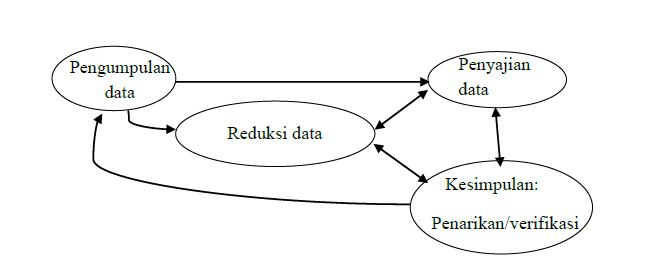 Pengumpulan
data
Penyajian
data
Reduksi data
Kesimpulan:
Penarikan/verifikasi